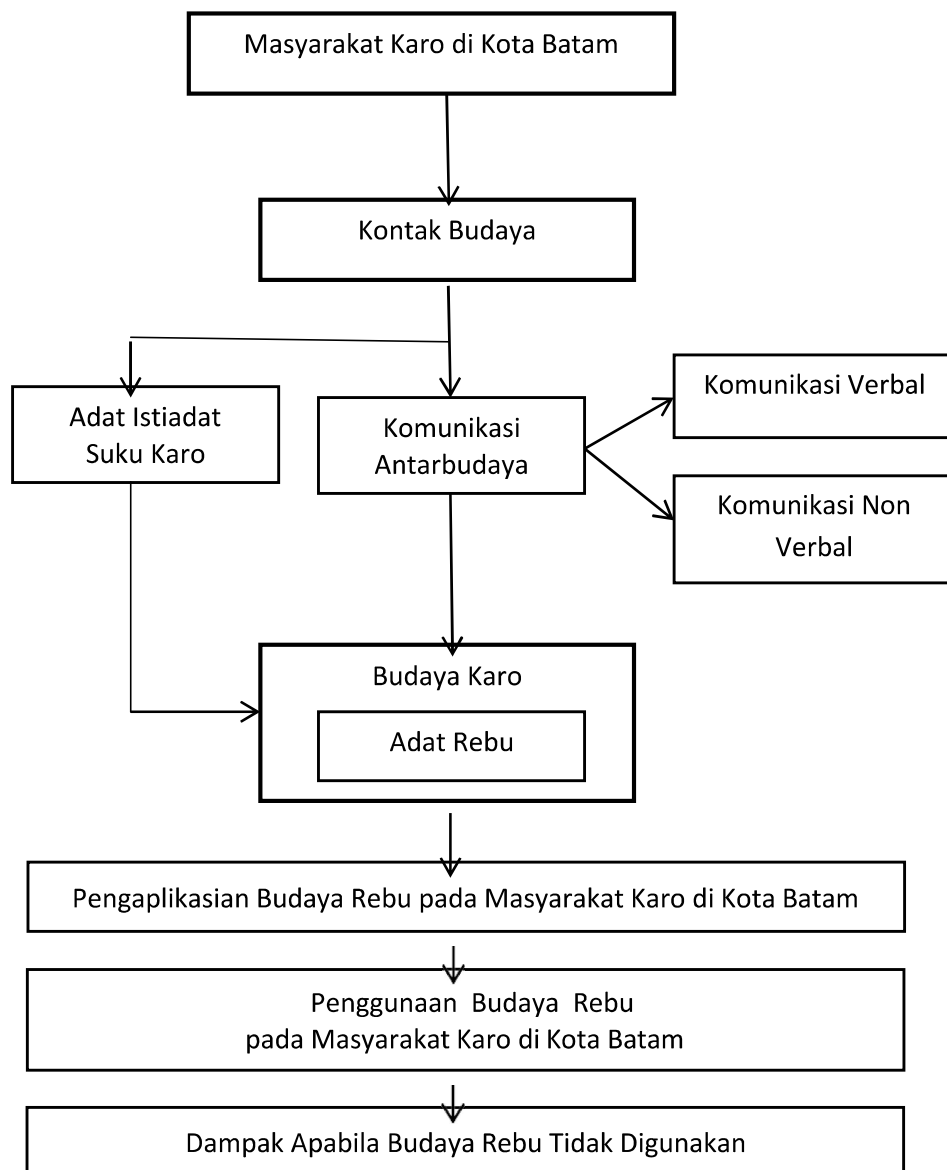 Masyarakat Karo di Kota Batam
Kontak Budaya
Adat Istiadat
Suku Karo
Komunikasi
Antarbudaya
Komunikasi Verbal
Komunikasi Non
Verbal
Budaya Karo
Adat Rebu
Pengaplikasian Budaya Rebu pada Masyarakat Karo di Kota Batam
Penggunaan Budaya Rebu
pada Masyarakat Karo di Kota Batam
Dampak Apabila Budaya Rebu Tidak Digunakan